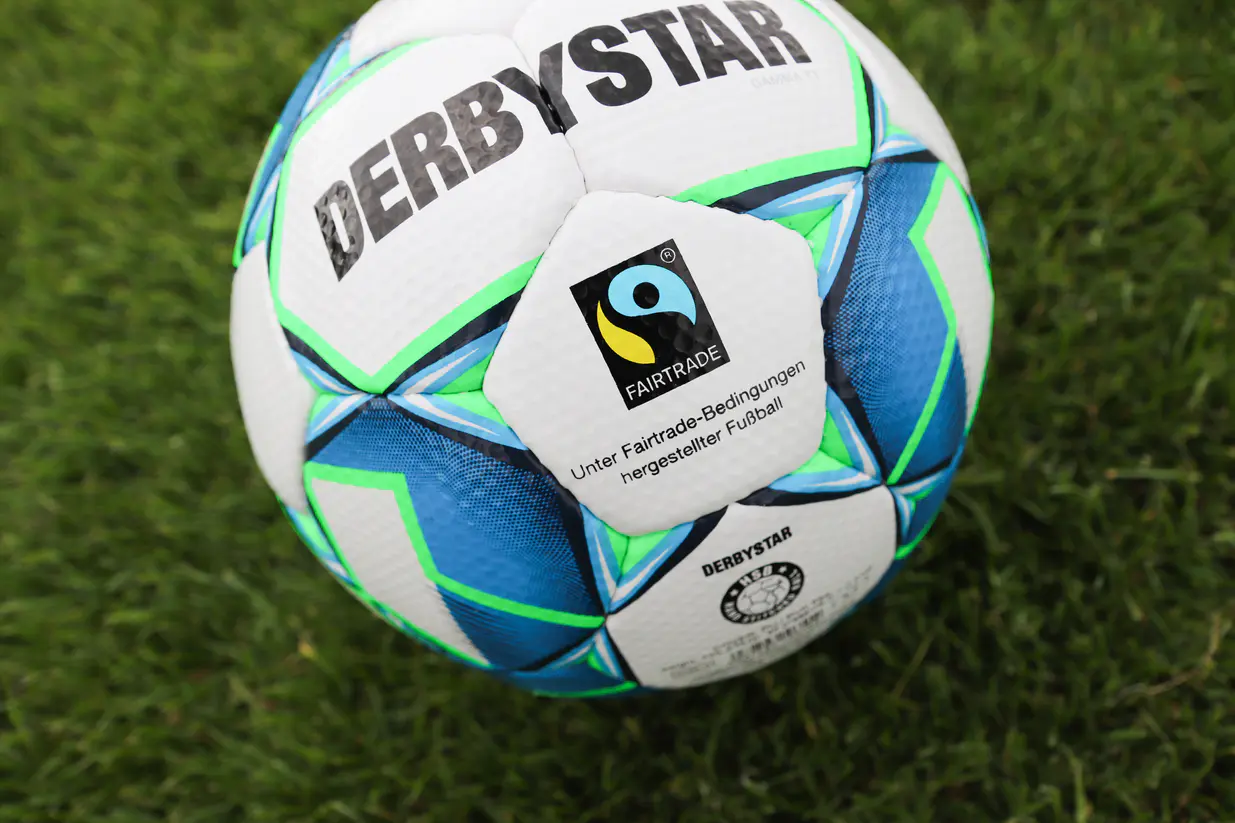 DERBYSTAR
®
FAIRTRADE
Unter Fairtrade-Bedingungen
hergestellter Fußball
DERBYSTAR